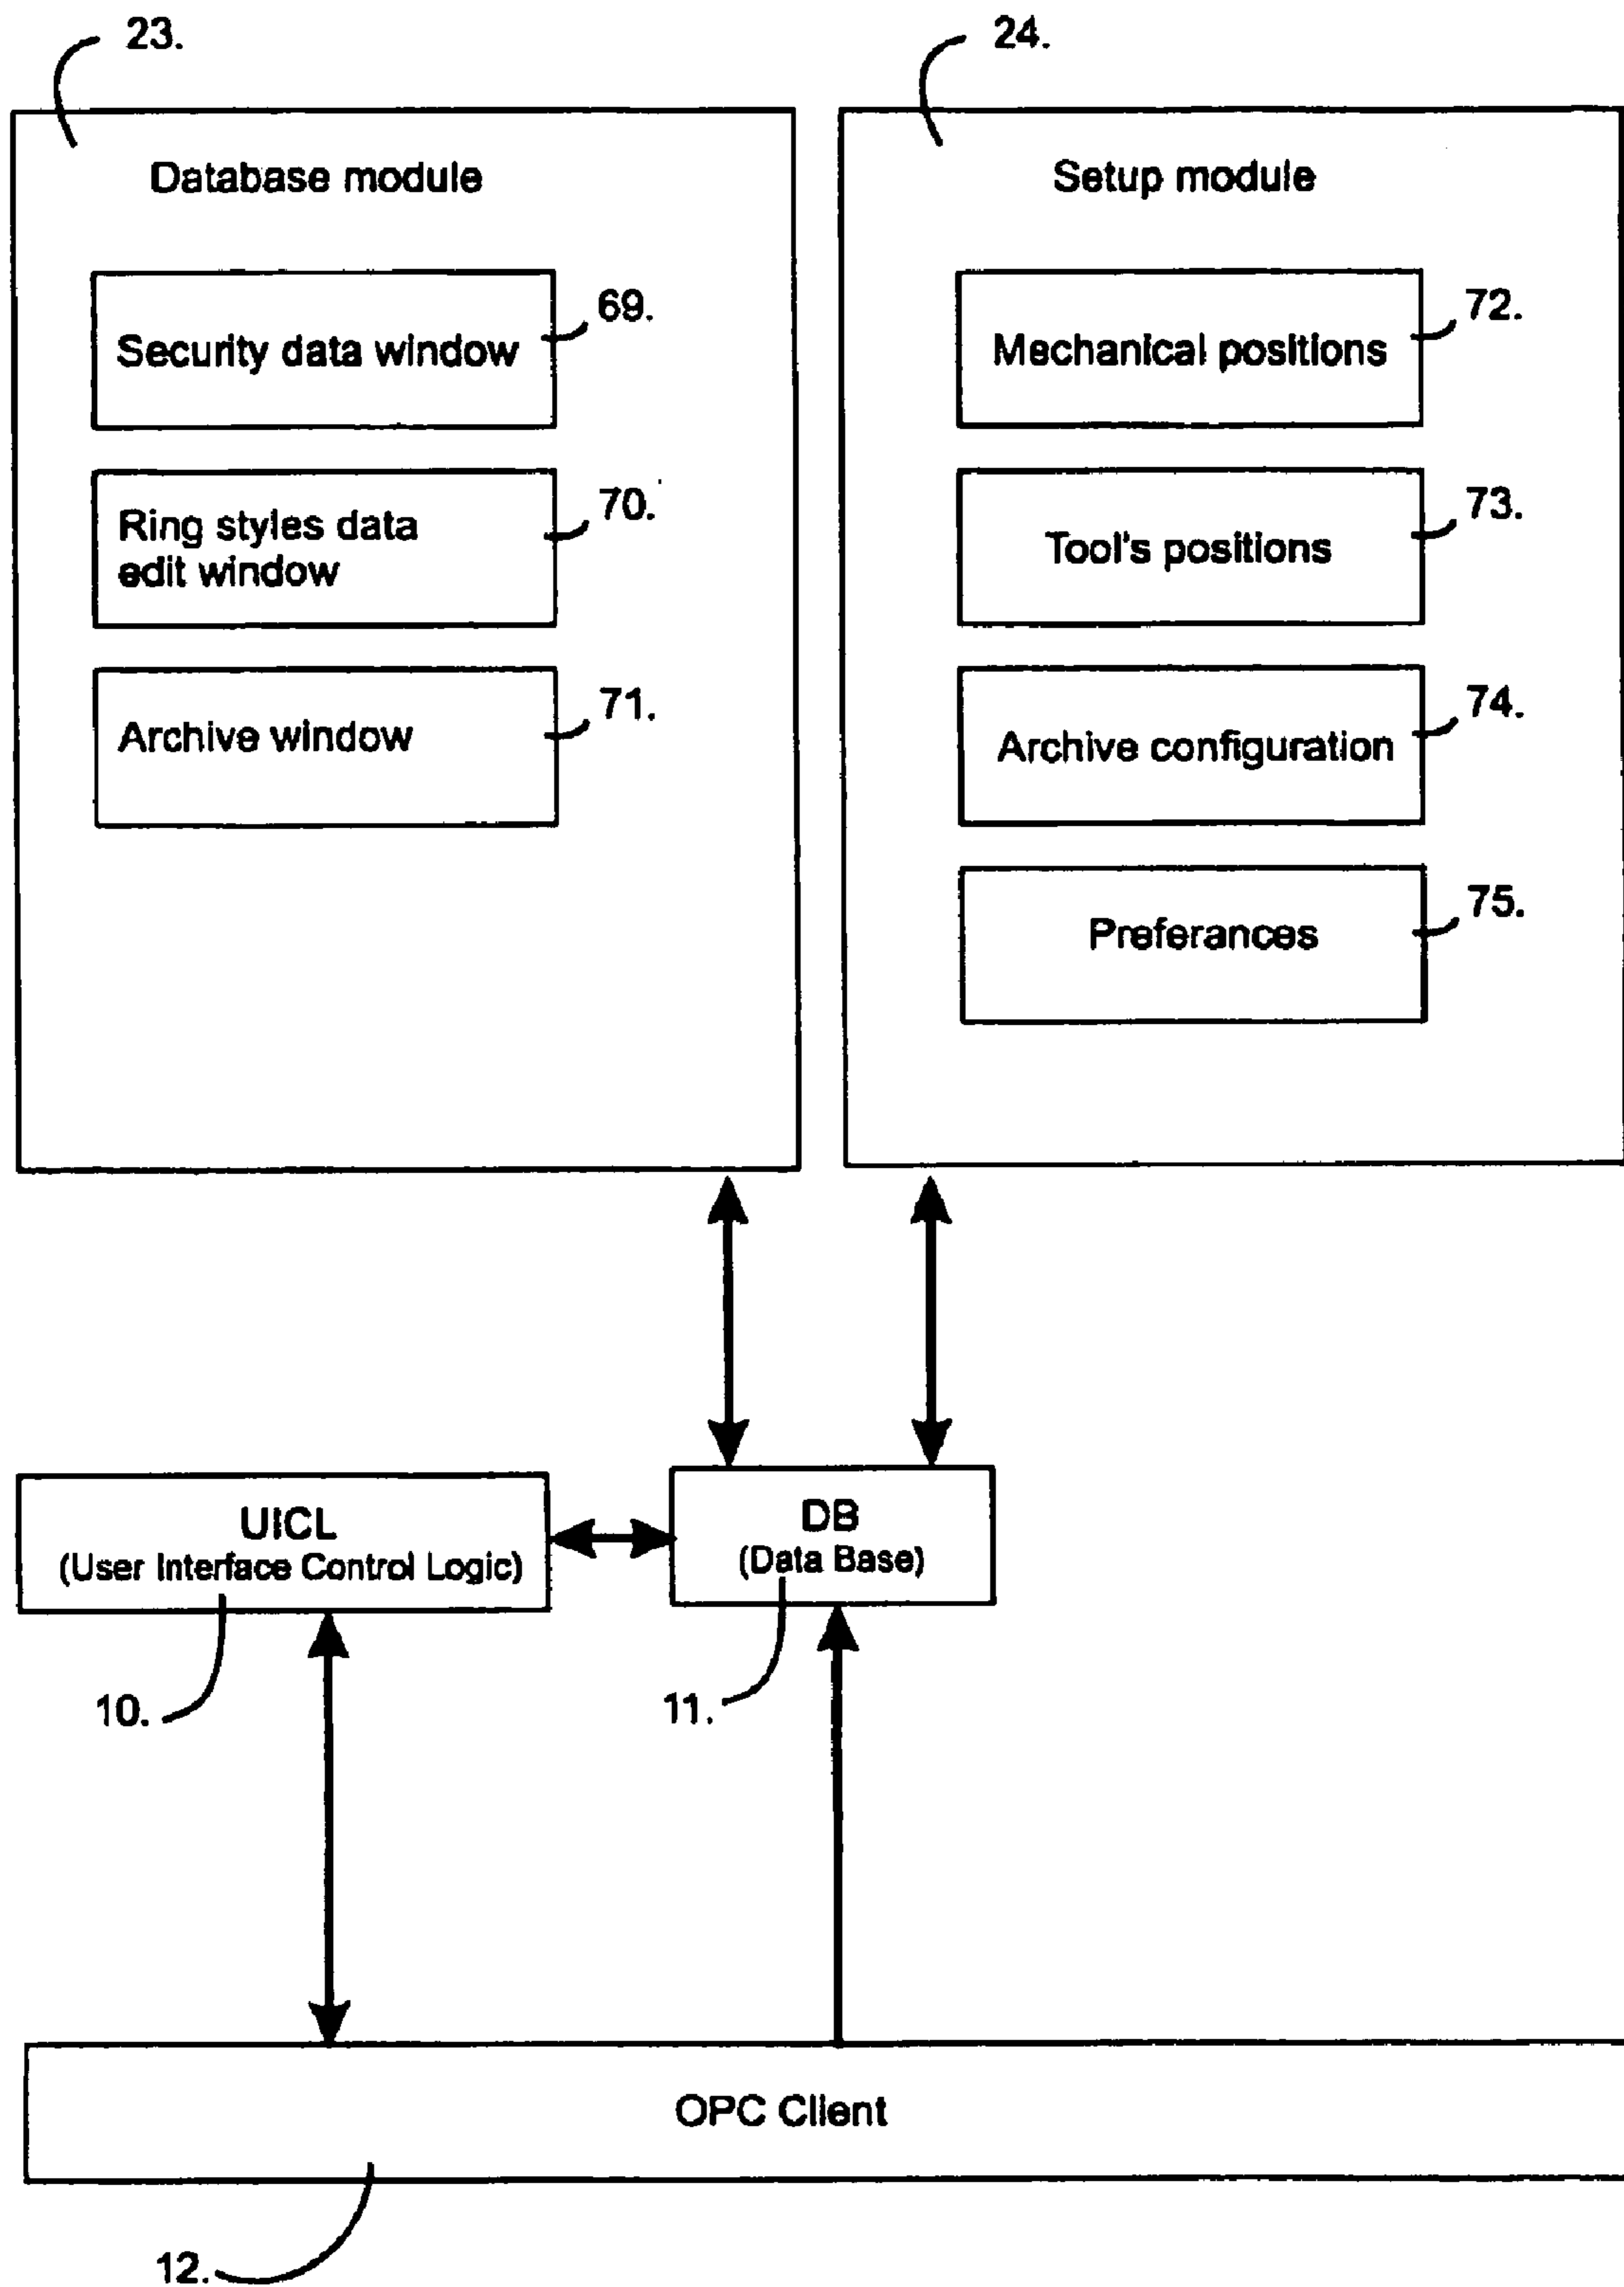 23.
24.
Database module
Setup module
Security data window
69.
Ring styles data
edit window
70.
Archive window
71.
Mechanical positions
72.
Tool's positions
73.
Archive configuration
74.
Preferances
75.
UICL
(User Interface Control Logic)
DB
(Data Base)
10.
11.
OPC Client
12.